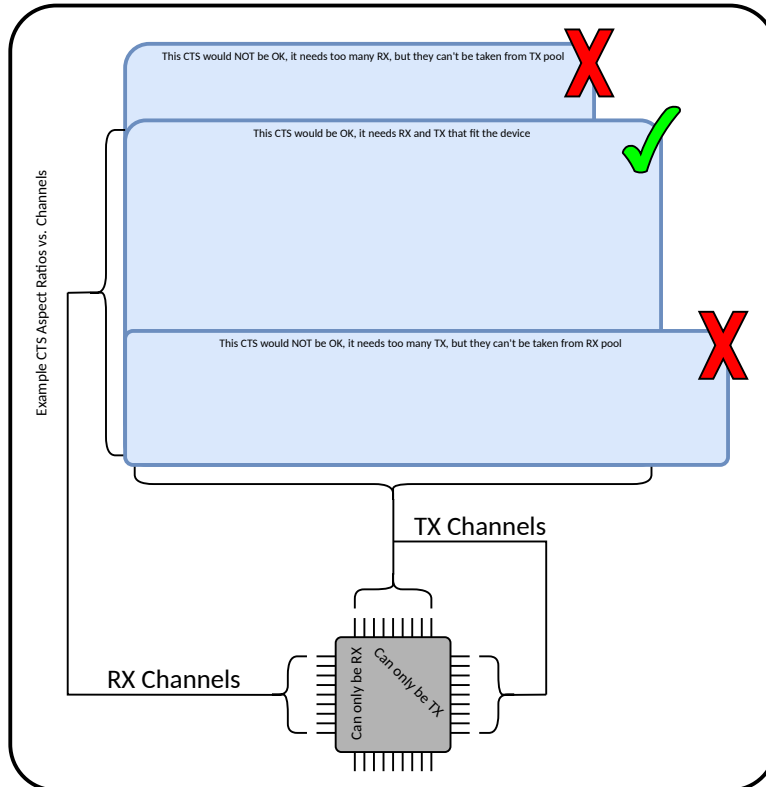 This CTS would NOT be OK, it needs too many RX, but they can't be taken from TX pool
This CTS would be OK, it needs RX and TX that fit the device
Example CTS Aspect Ratios vs. Channels
This CTS would NOT be OK, it needs too many TX, but they can't be taken from RX pool
TX Channels
RX Channels
Can only be RX
Can only be TX